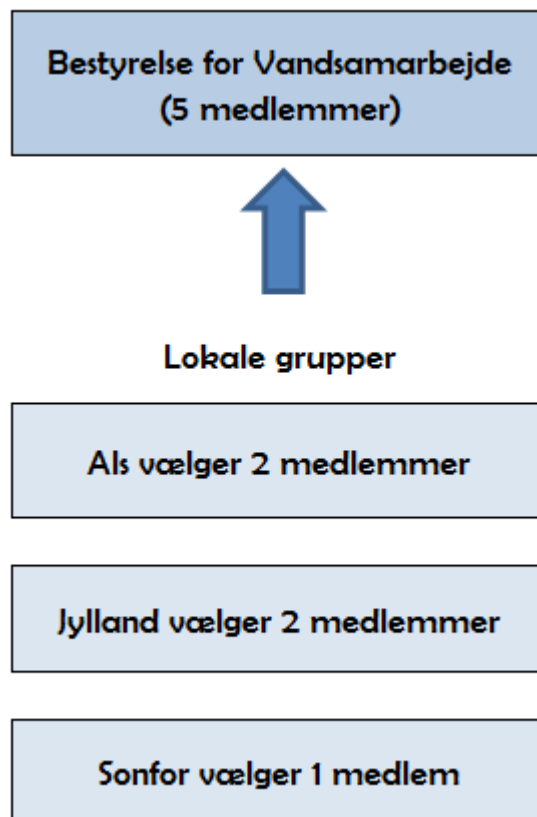 Bestyrelse for Vandsamarbejde
(5 medlemmer)
Lokale grupper
Als vælger 2 medlemmer
Jylland vælger 2 medlemmer
Sonfor vælger 1 medlem